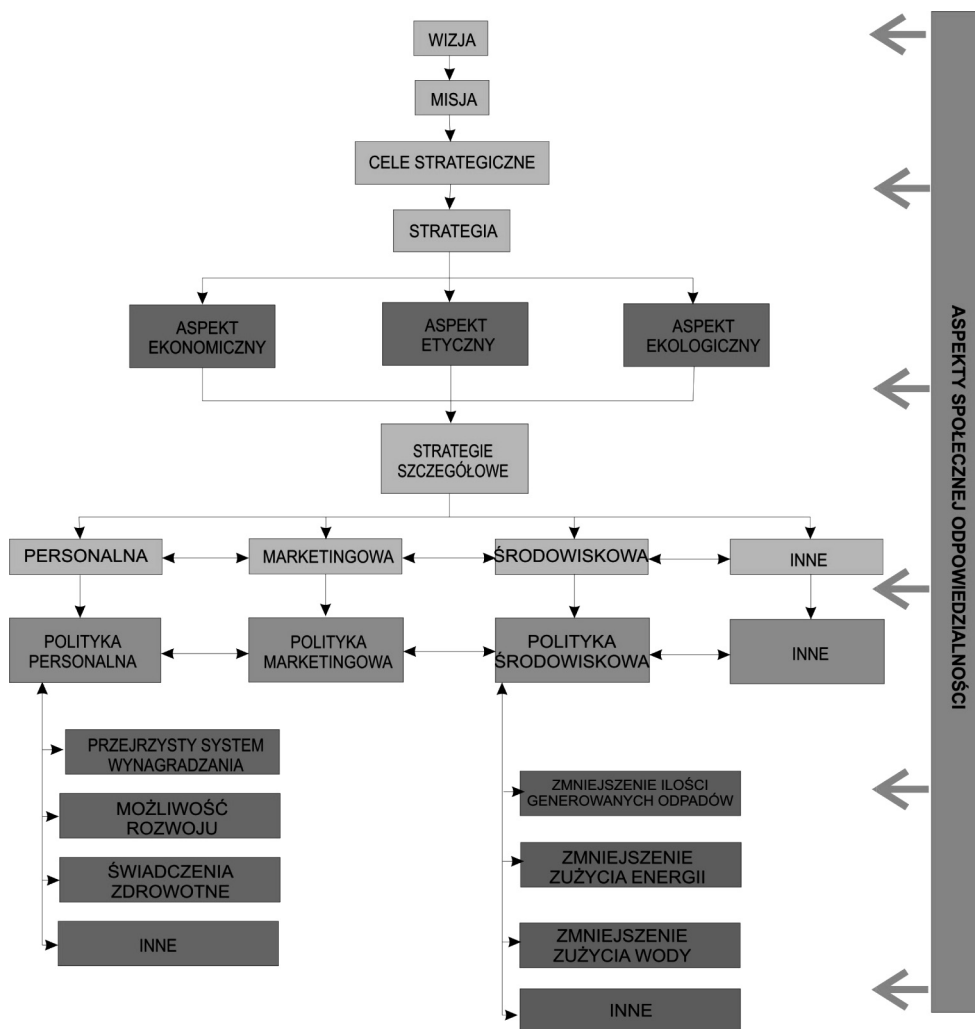 WIZJA
MISJA
CELE STRATEGICZNE
STRATEGIA
ASPEKT
EKONOMICZNY
ASPEKT
ETYCZNY
ASPEKT
EKOLOGICZNY
STRATEGIE
SZCZEGÓŁOWE
PERSONALNA
MARKETINGOWA
ŚRODOWISKOWA
INNE
POLITYKA
PERSONALNA
POLITYKA
MARKETINGOWA
POLITYKA
ŚRODOWISKOWA
INNE
PRZEJRZYSTY SYSTEM
WYNAGRADZANIA
MOŻLIWOŚĆ
ROZWOJU
ŚWIADCZENIA
ZDROWOTNE
INNE
ZMNIEJSZENIE ILOŚCI
GENEROWANYCH ODPADÓW
ZMNIEJSZENIE
ZUŻYCIA ENERGII
ZMNIEJSZENIE
ZUŻYCIA WODY
INNE
ASPEKTY SPOŁECZNEJ ODPOWIEDZIALNOŚCI